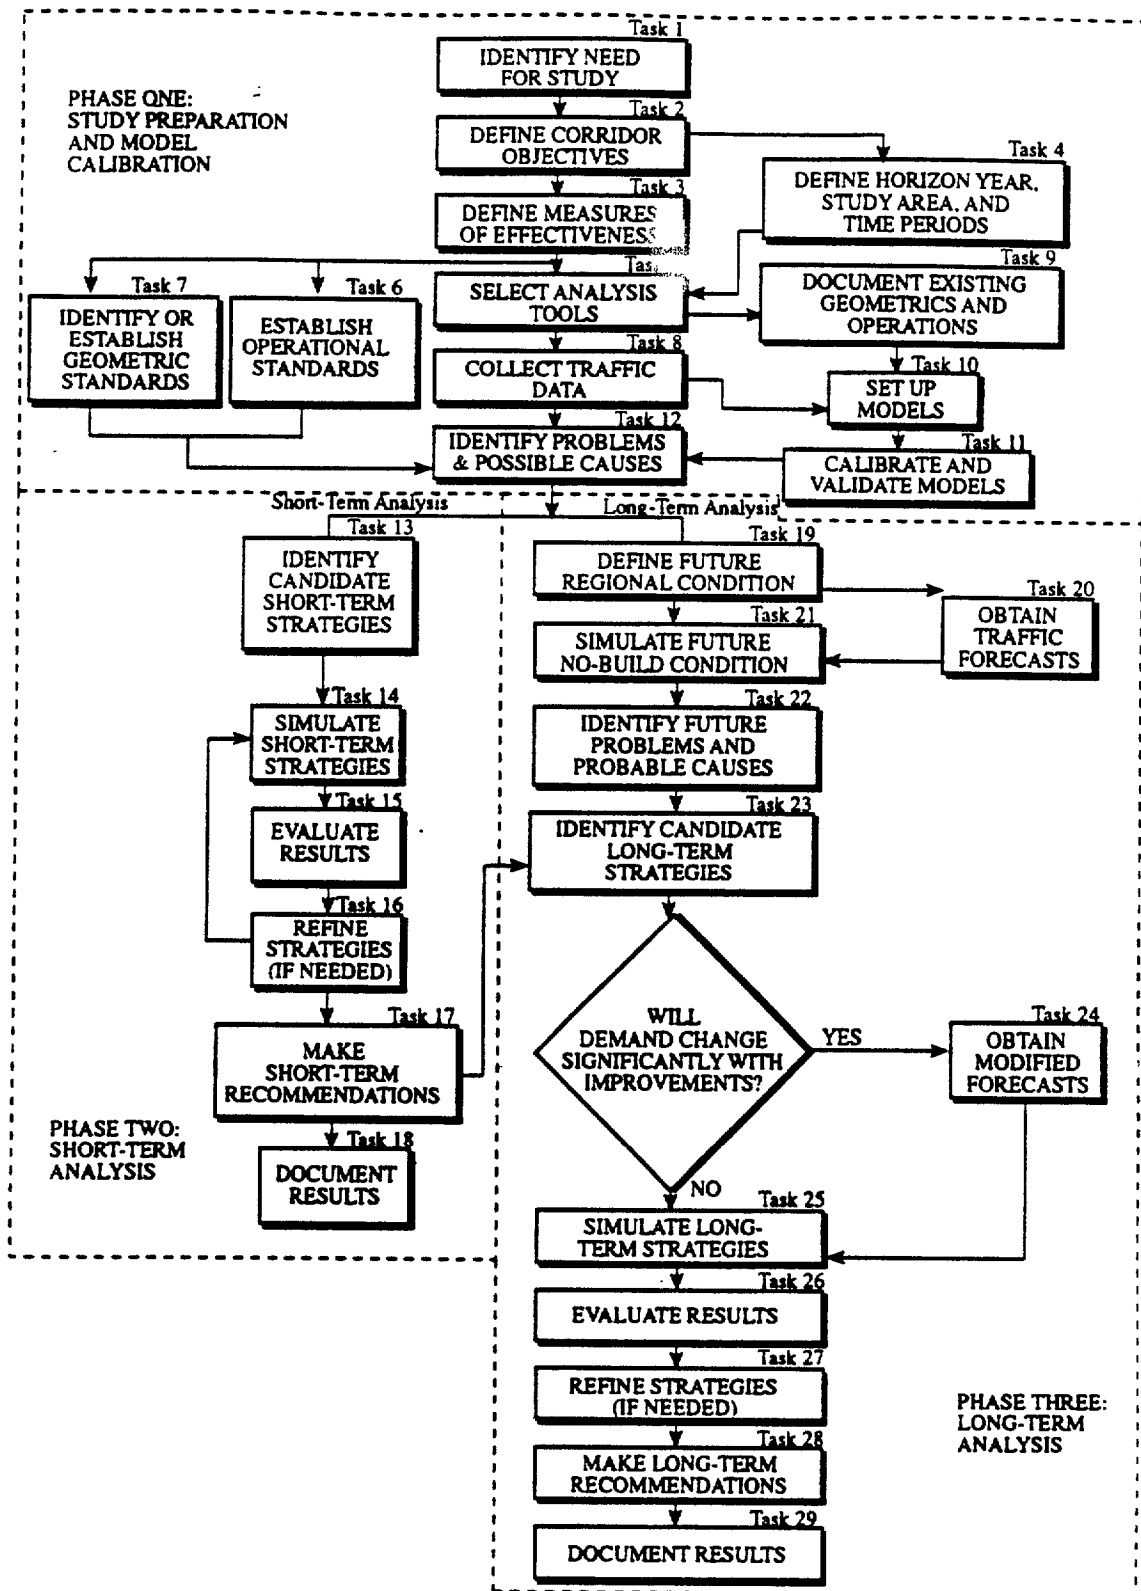 Task 1
IDENTIFY NEED
FOR STUDY
PHASE ONE:
STUDY PREPARATION
AND MODEL
CALIBRATION
Task 2
DEFINE CORRIDOR
OBJECTIVES
Task 4
DEFINE HORIZON YEAR,
STUDY AREA, AND
TIME PERIODS
Task 3
DEFINE MEASURES
OF EFFECTIVENESS
Task 7
IDENTIFY OR
ESTABLISH
GEOMETRIC
STANDARDS
Task 6
ESTABLISH
OPERATIONAL
STANDARDS
Tas
SELECT ANALYSIS
TOOLS
Task 9
DOCUMENT EXISTING
GEOMETRICS AND
OPERATIONS
Task 8
COLLECT TRAFFIC
DATA
Task 10
SET UP
MODELS
Task 12
IDENTIFY PROBLEMS
& POSSIBLE CAUSES
Task 11
CALIBRATE AND
VALIDATE MODELS
Short-Term Analysis
Long-Term Analysis
Task 13
IDENTIFY
CANDIDATE
SHORT-TERM
STRATEGIES
Task 14
SIMULATE
SHORT-TERM
STRATEGIES
Task 15
EVALUATE
RESULTS
Task 16
REFINE
STRATEGIES
(IF NEEDED)
Task 17
MAKE
SHORT-TERM
RECOMMENDATIONS
Task 18
DOCUMENT
RESULTS
PHASE TWO:
SHORT-TERM
ANALYSIS
Task 19
DEFINE FUTURE
REGIONAL CONDITION
Task 20
OBTAIN
TRAFFIC
FORECASTS
Task 21
SIMULATE FUTURE
NO-BUILD CONDITION
Task 22
IDENTIFY FUTURE
PROBLEMS AND
PROBABLE CAUSES
Task 23
IDENTIFY CANDIDATE
LONG-TERM
STRATEGIES
WILL
DEMAND CHANGE
SIGNIFICANTLY WITH
IMPROVEMENTS?
YES
Task 24
OBTAIN
MODIFIED
FORECASTS
NO
Task 25
SIMULATE LONG-
TERM STRATEGIES
Task 26
EVALUATE RESULTS
Task 27
REFINE STRATEGIES
(IF NEEDED)
Task 28
MAKE LONG-TERM
RECOMMENDATIONS
Task 29
DOCUMENT RESULTS
PHASE THREE:
LONG-TERM
ANALYSIS